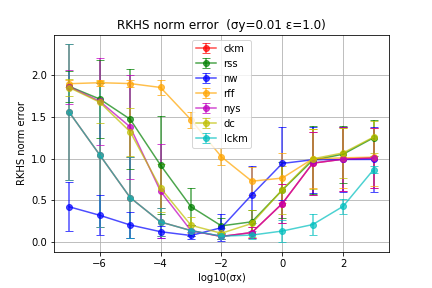 RKHS norm error (σy=0.01 ε=1.0)
ckm
rss
nw
rff
nys
dc
lckm
RKHS norm error
2.0
1.5
1.0
0.5
0.0
−6
−4
−2
0
2
log10(σx)